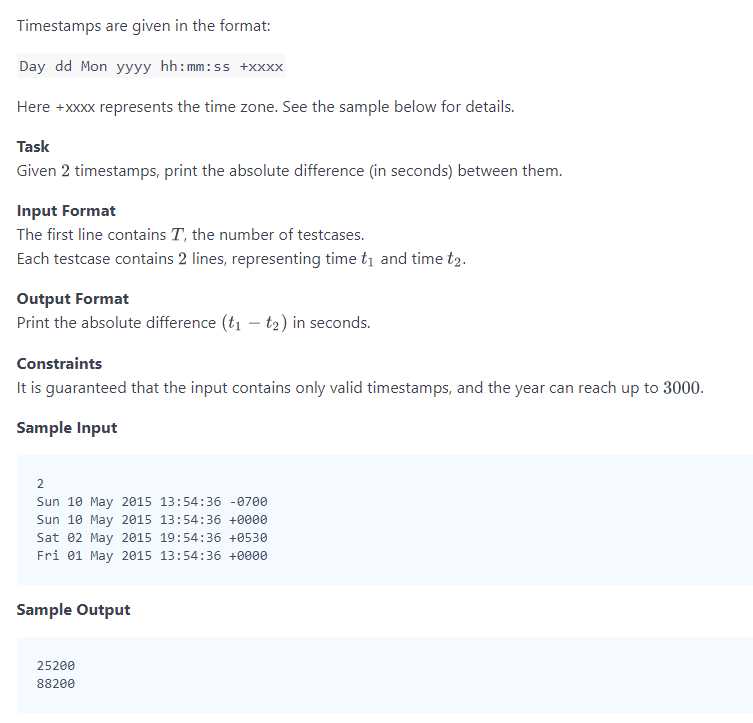 Timestamps are given in the format:
Day dd Mon yyyy hh:mm:ss +xxxx
Here +xxxx represents the time zone. See the sample below for details.
Task
Given 2 timestamps, print the absolute difference (in seconds) between them.
Input Format
The first line contains T, the number of testcases.
Each testcase contains 2 lines, representing time t₁ and time t₂.
Output Format
Print the absolute difference (t₁ − t₂) in seconds.
Constraints
It is guaranteed that the input contains only valid timestamps, and the year can reach up to 3000.
Sample Input
2
Sun 10 May 2015 13:54:36 -0700
Sun 10 May 2015 13:54:36 +0000
Sat 02 May 2015 19:54:36 +0530
Fri 01 May 2015 13:54:36 +0000
Sample Output
25200
88200